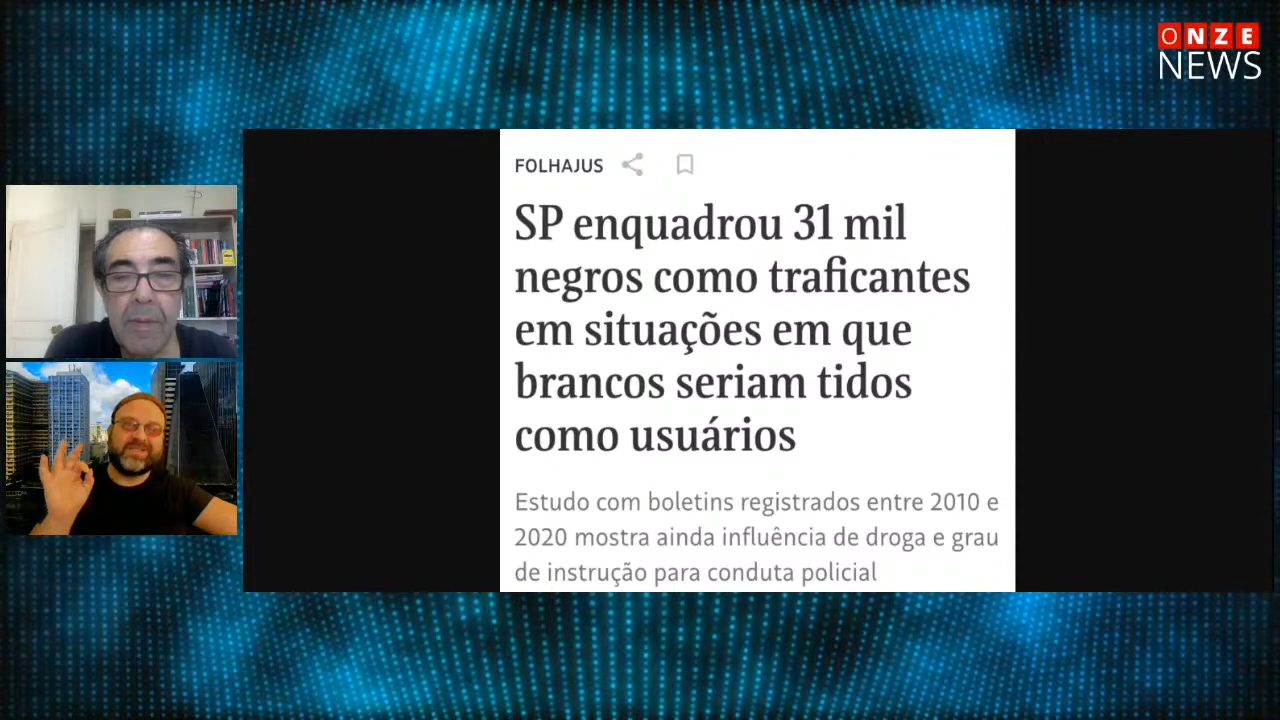 ONZE
NEWS
FOLHAJUS
SP enquadrou 31 mil
negros como traficantes
em situações em que
brancos seriam tidos
como usuários
Estudo com boletins registrados entre 2010 e
2020 mostra ainda influência de droga e grau
de instrução para conduta policial